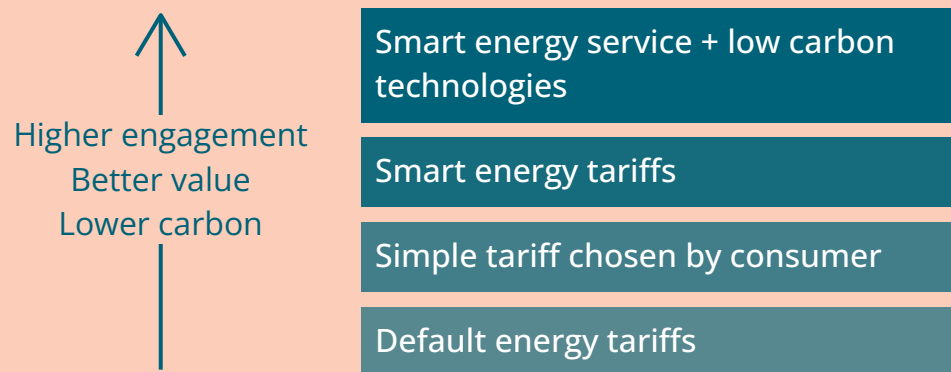 Higher engagement
Better value
Lower carbon
Smart energy service + low carbon
technologies
Smart energy tariffs
Simple tariff chosen by consumer
Default energy tariffs